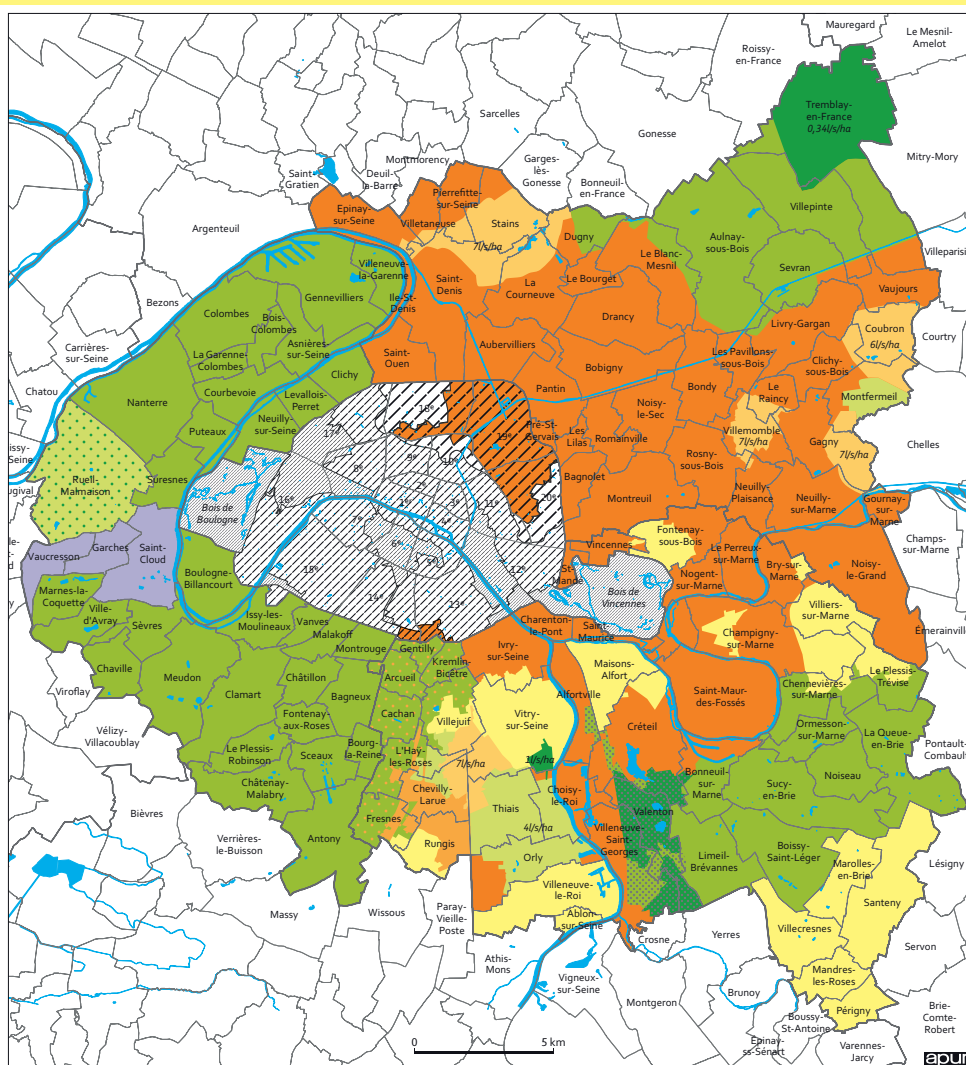 Mauregard
Le Mesnil-
Amelot
Roissy-
en-France
Tremblay-
en-France
0,34l/s/ha
Sarcelles
Gonesse
Mitry-Mory
Montmorency
Garges-
lès-
Gonesse
Saint-
Gratien
Deuil-
la-Barre
Bonneuil-
en-France
Pierrefitte-
sur-Seine
Epinay-
sur-Seine
Villetaneuse
Stains
7l/s/ha
Dugny
Villepinte
Argenteuil
Aulnay-
sous-Bois
Le Blanc-
Mesnil
Villeparisi
Villeneuve-
la-Garenne
Saint-
Denis
La
Courneuve
Le Bourget
Sevran
Vaujours
Bezons
Colombes
Gennevilliers
Ile-St-
Denis
Bois-
Colombes
Drancy
Livry-Gargan
Coubron
6l/s/ha
Courtry
Carrières-
sur-Seine
Asnières-
sur-Seine
Aubervilliers
La Garenne-
Colombes
Saint-
Ouen
Bobigny
Les Pavillons-
sous-Bois
Clichy-
sous-Bois
Chatou
Courbevoie
Clichy
Levallois-
Perret
Pantin
Bondy
Le
Raincy
Montfermeil
Nanterre
Noisy-
le-Sec
Puteaux
Neuilly-
sur-Seine
18e
17e
19e
Pré-St-
Gervais
Les
Lilas
Romainville
Villemomble
7l/s/ha
Gagny
7l/s/ha
Chelles
issy-
Seine
ugival
Rueil-
Malmaison
Suresnes
8e
9e
10e
2e
Rosny-
sous-Bois
Bagnolet
Bois de
Boulogne
16e
1er
3e
11e
20e
Montreuil
Neuilly-
Plaisance
Neuilly-
sur-Marne
Gournay-
sur-
Marne
7e
4e
6e
5e
Fontenay-
sous-Bois
Champs-
sur-Marne
Vaucresson
Garches
Saint-
Cloud
Vincennes
Le Perreux-
sur-Marne
Boulogne-
Billancourt
15e
12e
St-
Mandé
Nogent-
sur-Marne
Bry-sur-
Marne
Noisy-
le-Grand
Marnes-la-
Coquette
Bois de
Vincennes
14e
13e
Ville-
d'Avray
Sèvres
Issy-les-
Moulineaux
Vanves
Malakoff
Charenton-
le-Pont
Saint-
Maurice
Villiers-
sur-Marne
Champigny-
sur-Marne
Émerainvill
Montrouge
Gentilly
Ivry-
sur-Seine
Chaville
Meudon
Châtillon
Arcueil
Kremlin-
Bicêtre
Maisons-
Alfort
Le Plessis-
Trévise
Viroflay
Clamart
Bagneux
Cachan
Alfortville
Saint-Maur-
des-Fossés
Chennevières-
sur-Marne
Fontenay-
aux-Roses
Villejuif
Vitry-
sur-Seine
Créteil
Ormesson-
sur-Marne
La Queue-
en-Brie
Vélizy-
Villacoublay
Le Plessis-
Robinson
Sceaux
Bourg-
la-Reine
L'Haÿ-
les-Roses
7l/s/ha
1l/s/ha
Pontault-
Combault
Châtenay-
Malabry
Chevilly-
Larue
Choisy-
le-Roi
Bonneuil-
sur-
Marne
Sucy-
en-Brie
Noiseau
Bièvres
Thiais
4l/s/ha
Valenton
Verrières-
le-Buisson
Antony
Fresnes
Rungis
Orly
Villeneuve-
Saint-
Georges
Limeil-
Brévannes
Boissy-
Saint-Léger
Marolles-
en-Brie
Lésigny
Massy
Wissous
Paray-
Vieille-
Poste
Villeneuve-
le-Roi
Ablon-
sur-Seine
Santeny
Athis-
Mons
Vigneux-
sur-Seine
Crosne
Yerres
Villecresnes
Servon
Montgeron
Brunoy
Mandres-
les-Roses
Périgny
Boussy-
St-Antoine
Épinay-
ss-Sénart
Varennes-
Jarcy
Brie-
Comte-
Robert
0
5 km
apur